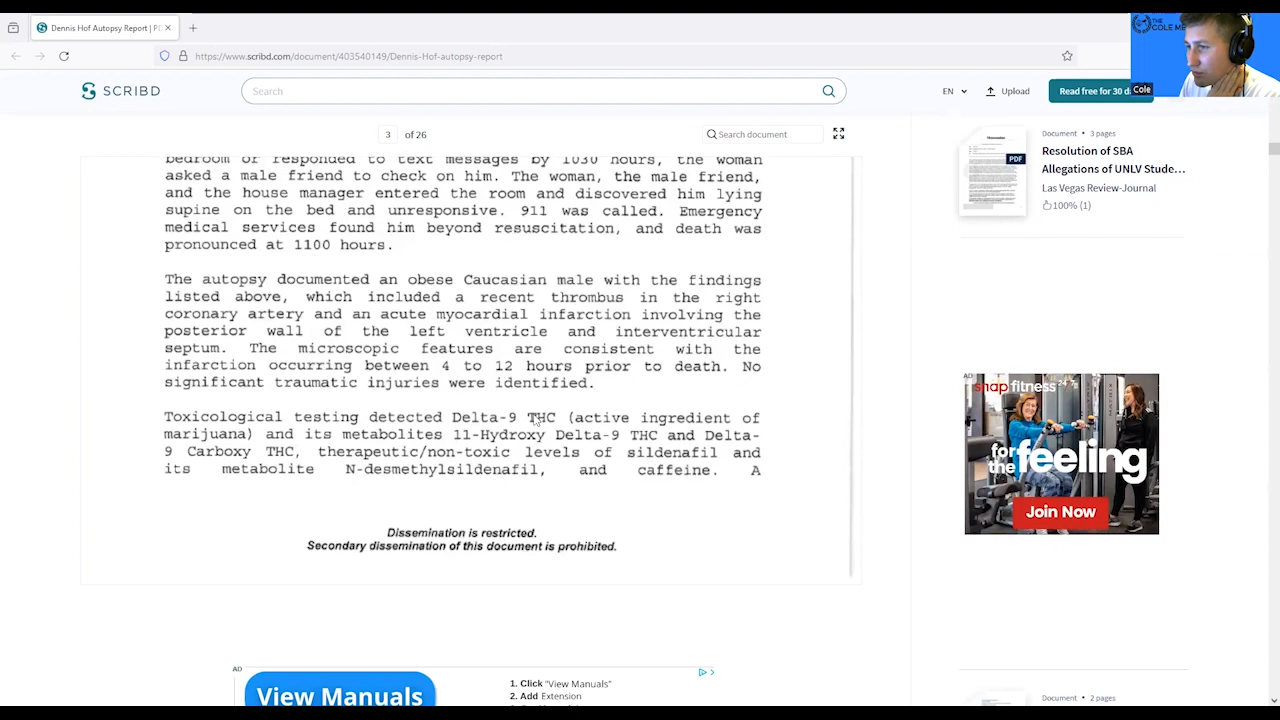 Dennis Hof Autopsy Report | P
https://www.scribd.com/document/403540149/Dennis-Hof-autopsy-report
THE
COLE ME
Cole
SCRIBD
Search
EN
Upload
Read free for 30 da
3 of 26
Search document
bedroom or responded to text messages by 1030 hours, the woman
asked a male friend to check on him. The woman, the male friend,
and the house manager entered the room and discovered him lying
supine on the bed and unresponsive. 911 was called. Emergency
medical services found him beyond resuscitation, and death was
pronounced at 1100 hours.
The autopsy documented an obese Caucasian male with the findings
listed above, which included a recent thrombus in the right
coronary artery and an acute myocardial infarction involving the
posterior wall of the left ventricle and interventricular
septum. The microscopic features are consistent with the
infarction occurring between 4 to 12 hours prior to death. No
significant traumatic injuries were identified.
Toxicological testing detected Delta-9 THC (active ingredient of
marijuana) and its metabolites 11-Hydroxy Delta-9 THC and Delta-
9 Carboxy THC, therapeutic/non-toxic levels of sildenafil and
its metabolite N-desmethylsildenafil, and caffeine. A
Dissemination is restricted.
Secondary dissemination of this document is prohibited.
AD
View Manuals
1. Click "View Manuals"
2. Add Extension
PDF
Document • 3 pages
Resolution of SBA
Allegations of UNLV Stude…
Las Vegas Review-Journal
100% (1)
AD
snap fitness 24 7
for
the feeling
Join Now
Document • 2 pages